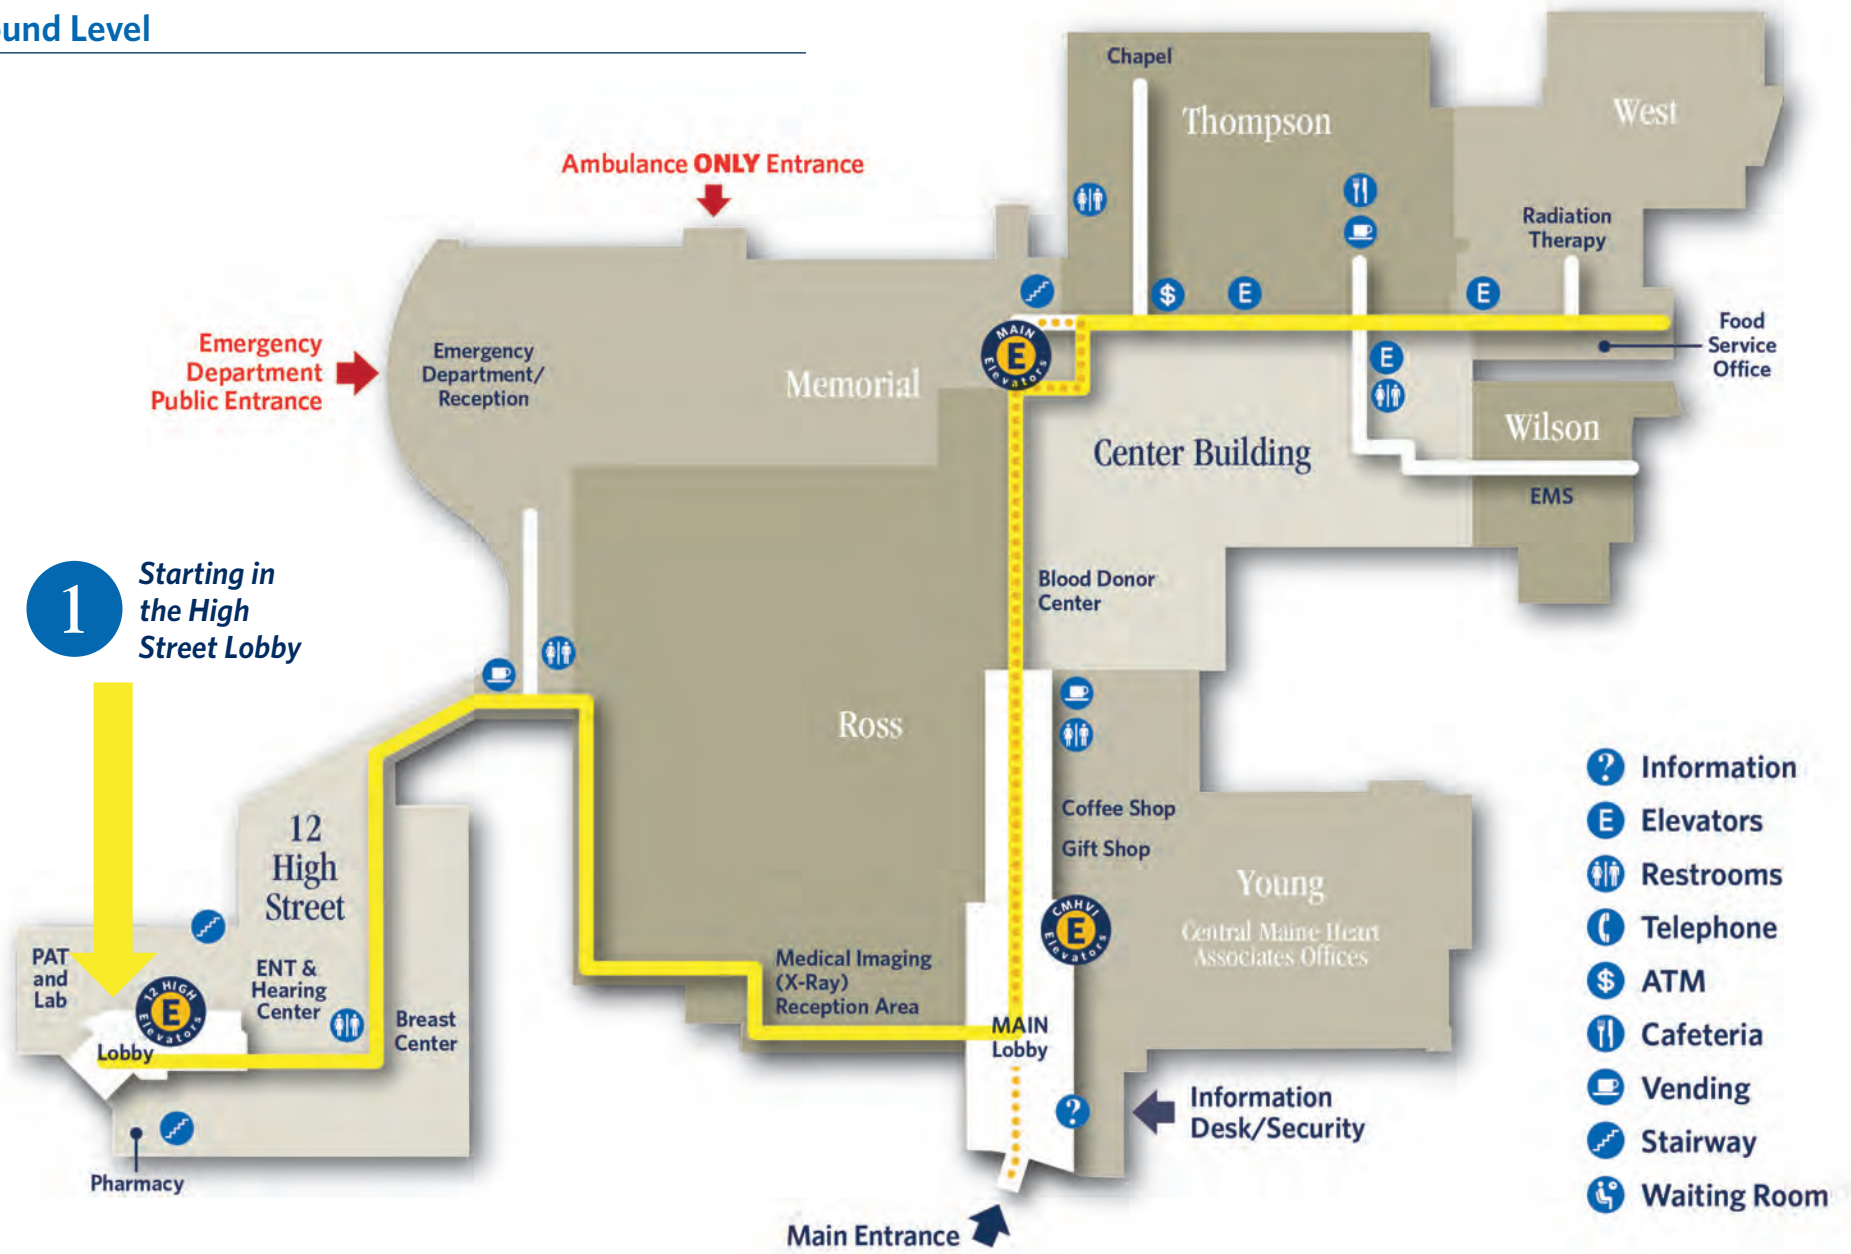 ound Level
Chapel
Thompson
West
Ambulance ONLY Entrance
Radiation
Therapy
$
E
E
MAIN
E
Elevators
Food
Service
Office
Emergency
Department
Public Entrance
Emergency
Department/
Reception
Memorial
E
Center Building
Wilson
EMS
1
Starting in
the High
Street Lobby
Blood Donor
Center
Ross
Coffee Shop
Gift Shop
Young
Central Maine Heart
Associates Offices
CMHVI
E
Elevators
12
High
Street
PAT
and
Lab
12 HIGH
E
Elevators
ENT &
Hearing
Center
Breast
Center
Lobby
Pharmacy
Medical Imaging
(X-Ray)
Reception Area
MAIN
Lobby
?
Information
Desk/Security
Main Entrance
? Information
E Elevators
Restrooms
Telephone
$ ATM
Cafeteria
Vending
Stairway
Waiting Room